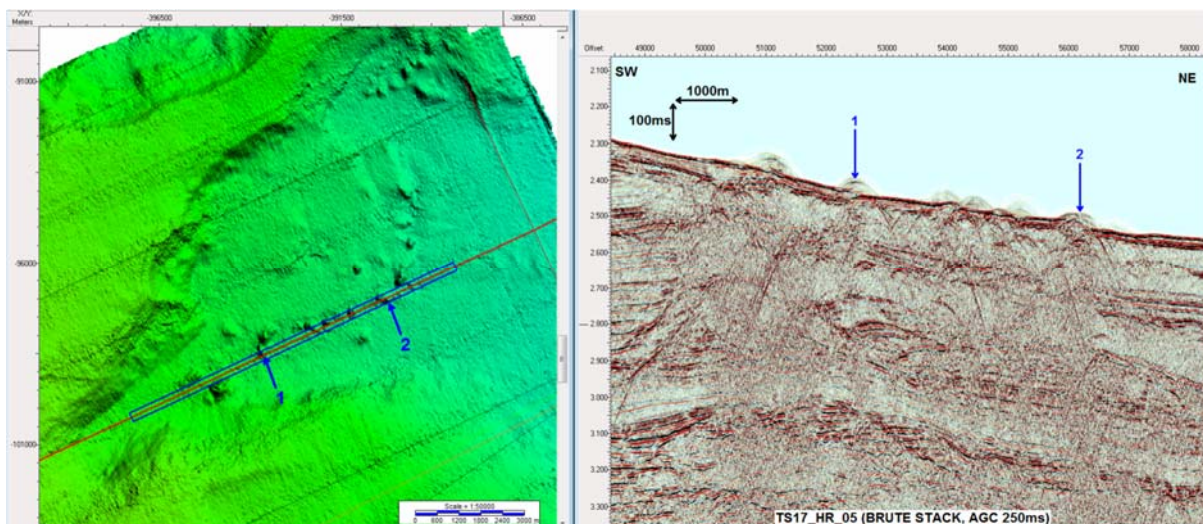 X/Y:
Meters
-396500
-391500
-386500
-91000
-96000
-101000
1
2
Scale = 1:50000
0 600 1200 1800 2400 3000 m
Offset: 49000 50000 51000 52000 53000 54000 55000 56000 57000 58000
2.100
2.200
2.300
2.400
2.500
2.600
2.700
2.800
2.900
3.000
3.100
3.200
3.300
SW
NE
1000m
100ms
1
2
TS17_HR_05 (BRUTE STACK, AGC 250ms)